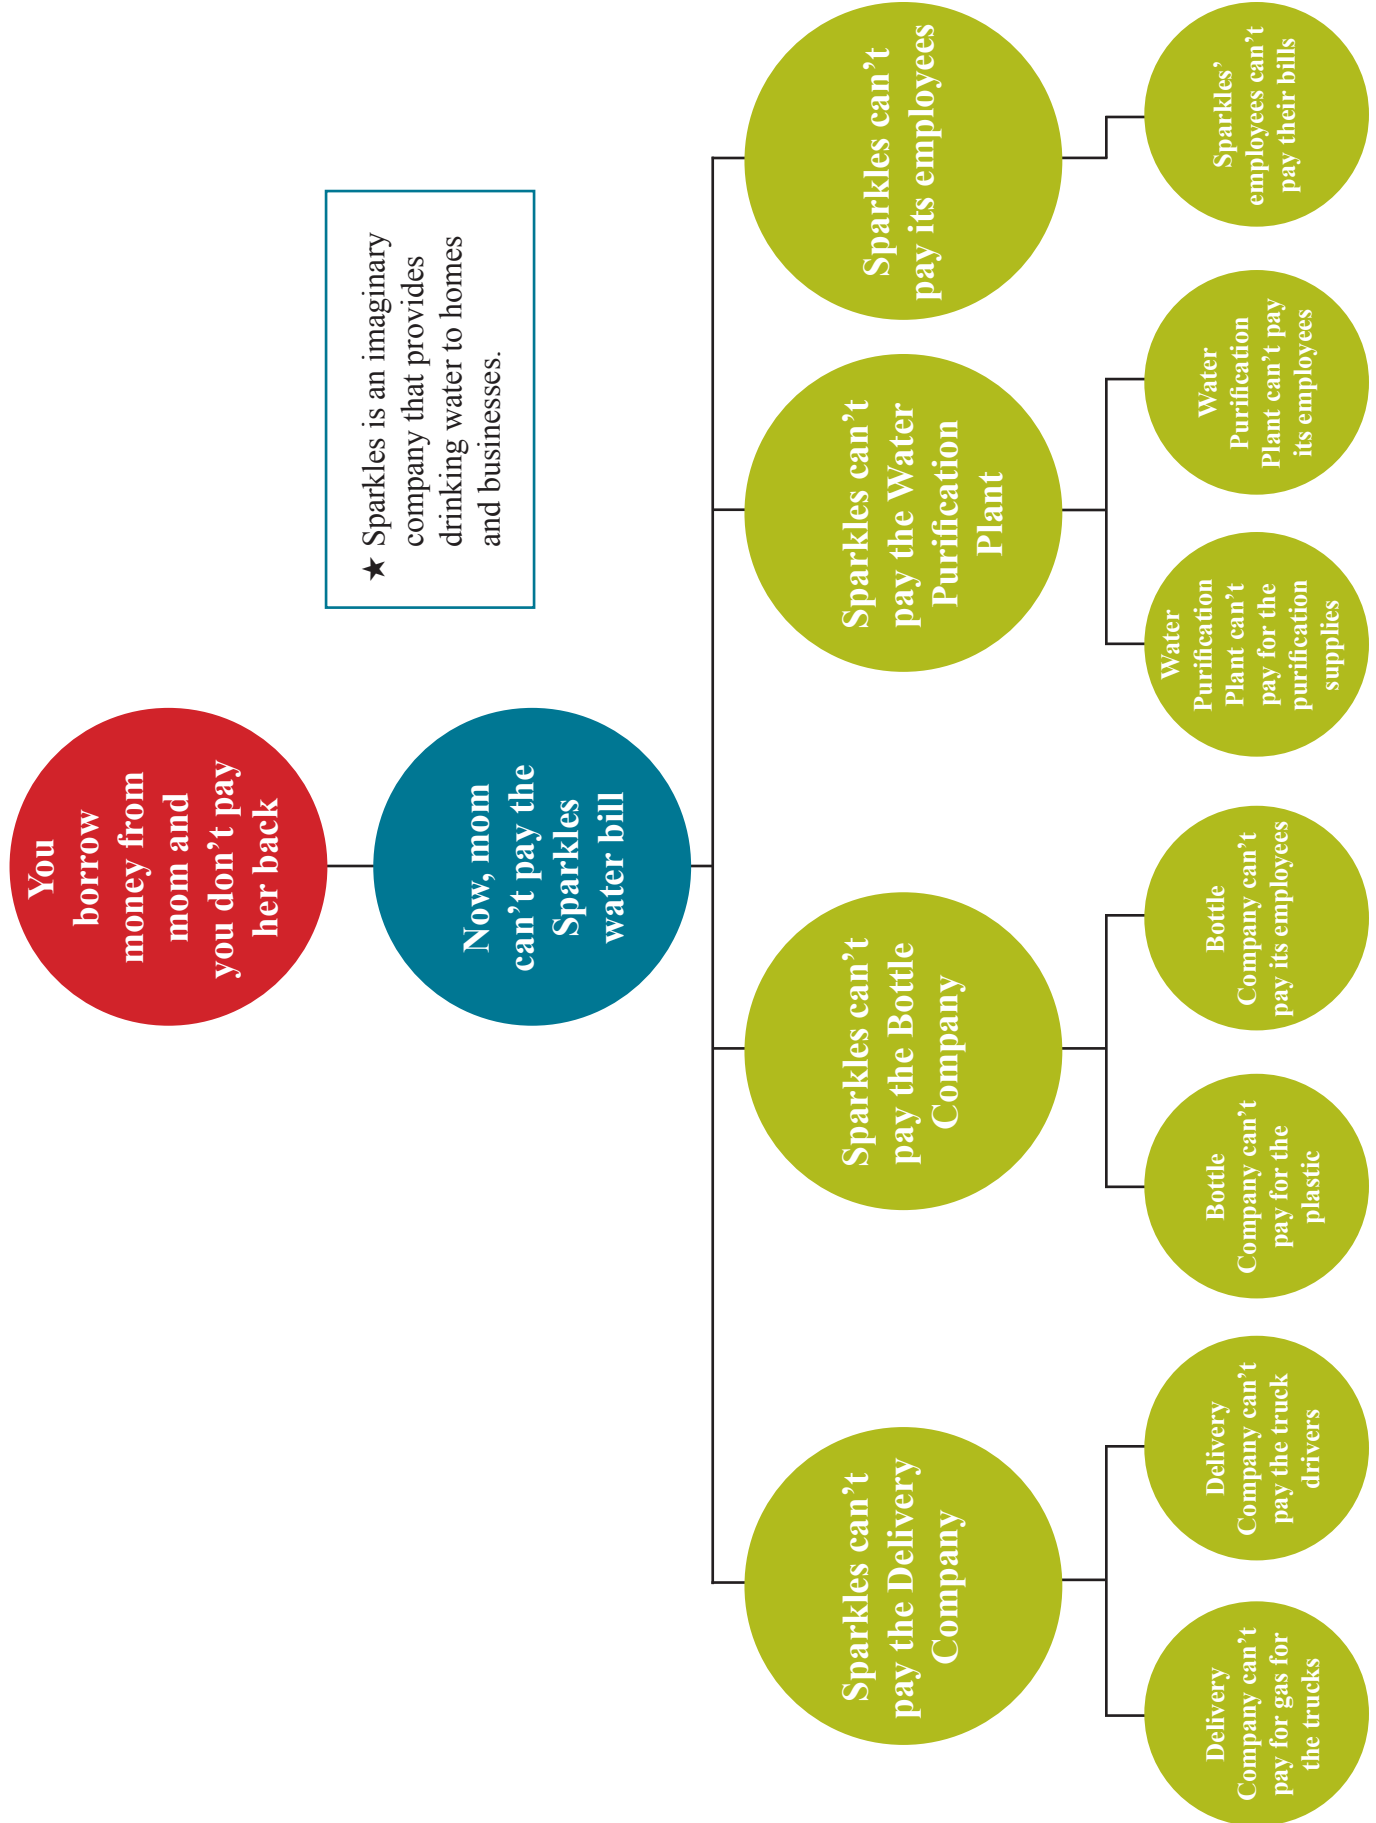 You
borrow
money from
mom and
you don’t pay
her back
★ Sparkles is an imaginary
company that provides
drinking water to homes
and businesses.
Now, mom
can’t pay the
Sparkles
water bill
Sparkles can’t
pay the Delivery
Company
Sparkles can’t
pay the Bottle
Company
Sparkles can’t
pay the Water
Purification
Plant
Sparkles can’t
pay its employees
Delivery
Company can’t
pay for gas for
the trucks
Delivery
Company can’t
pay the truck
drivers
Bottle
Company can’t
pay for the
plastic
Bottle
Company can’t
pay its employees
Water
Purification
Plant can’t
pay for the
purification
supplies
Water
Purification
Plant can’t pay
its employees
Sparkles’
employees can’t
pay their bills